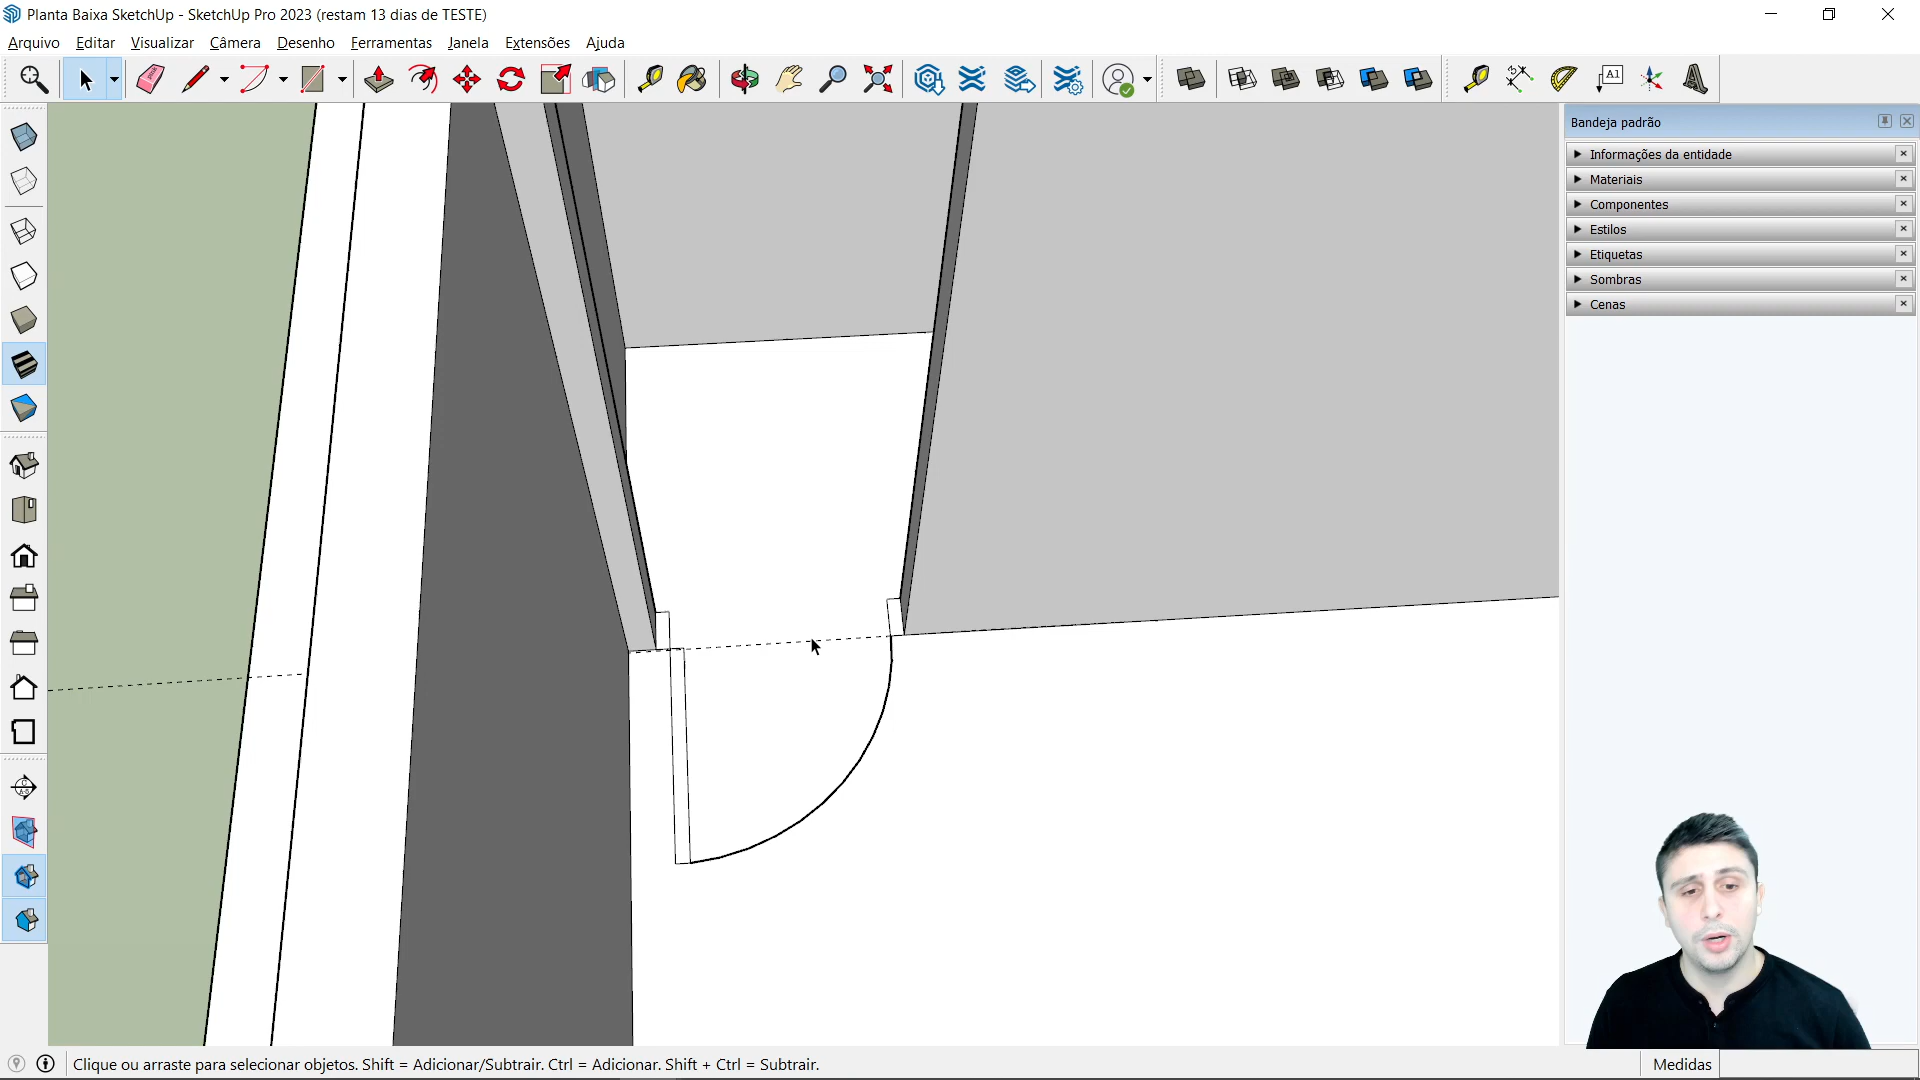 Planta Baixa SketchUp - SketchUp Pro 2023 (restam 13 dias de TESTE)
Arquivo Editar Visualizar Câmera Desenho Ferramentas Janela Extensões Ajuda
A1
Bandeja padrão
Informações da entidade
Materiais
Componentes
Estilos
Etiquetas
Sombras
Cenas
Clique ou arraste para selecionar objetos. Shift = Adicionar/Subtrair. Ctrl = Adicionar. Shift + Ctrl = Subtrair.
Medidas